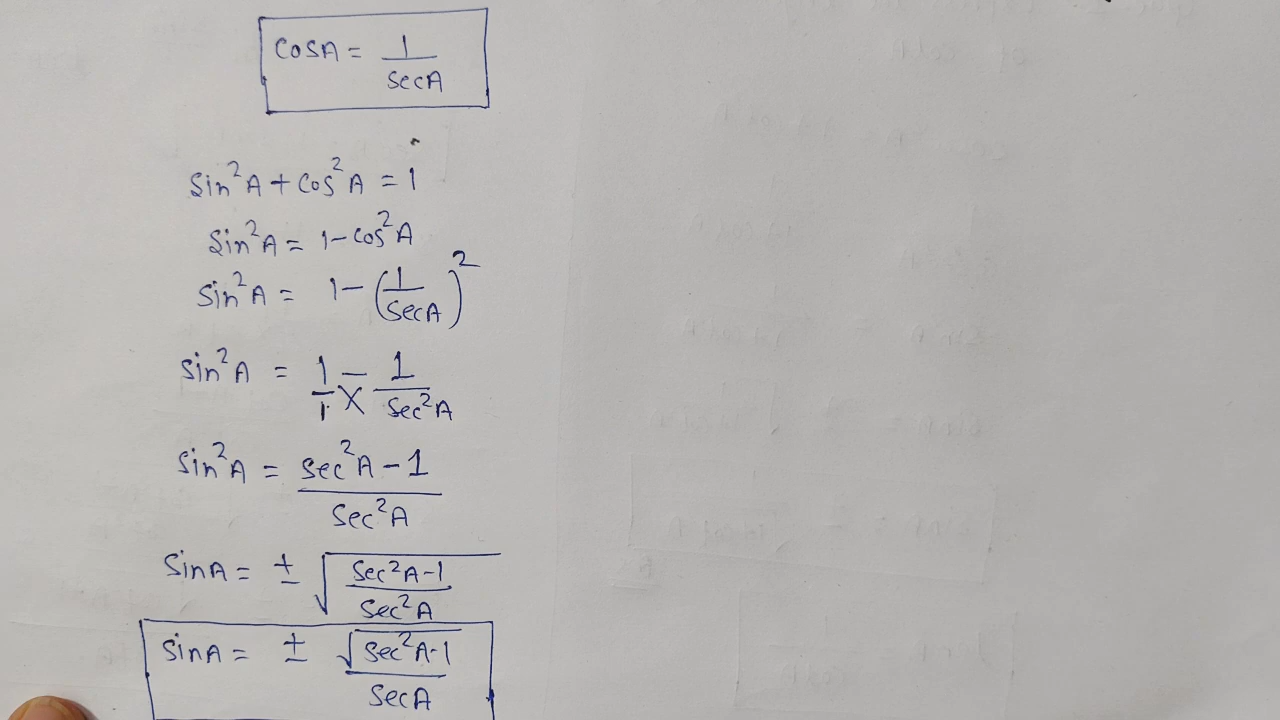 cosA = 1/secA
sin²A + cos²A = 1
sin²A = 1 - cos²A
sin²A = 1 - (1/secA)²
sin²A = 1/1 - × 1/sec²A
sin²A = sec²A - 1/sec²A
sinA = ± √(sec²A-1/sec²A)
sinA = ± √(sec²A-1)/secA